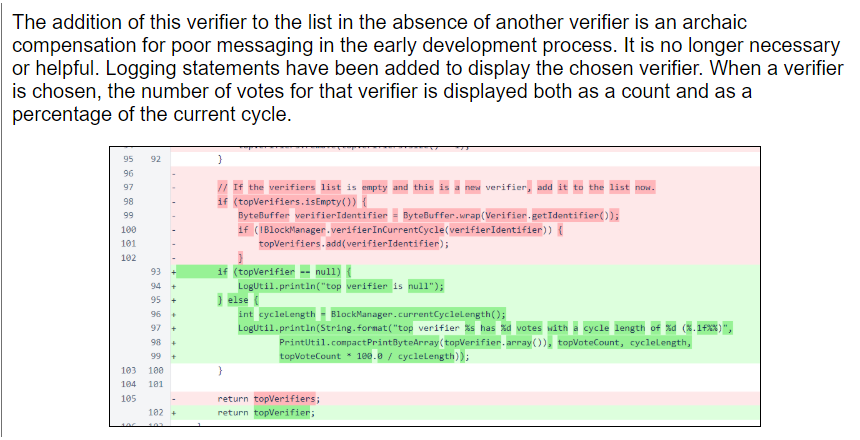 The addition of this verifier to the list in the absence of another verifier is an archaic
compensation for poor messaging in the early development process. It is no longer necessary
or helpful. Logging statements have been added to display the chosen verifier. When a verifier
is chosen, the number of votes for that verifier is displayed both as a count and as a
percentage of the current cycle.
95 92 }
96 -
97 - // If the verifiers list is empty and this is a new verifier, add it to the list now.
98 - if (topVerifiers.isEmpty()) {
99 - ByteBuffer verifierIdentifier = ByteBuffer.wrap(Verifier.getIdentifier());
100 - if (!BlockManager.verifierInCurrentCycle(verifierIdentifier)) {
101 - topVerifiers.add(verifierIdentifier);
102 - }
93 + if (topVerifier == null) {
94 + LogUtil.println("top verifier is null");
95 + } else {
96 + int cycleLength = BlockManager.currentCycleLength();
97 + LogUtil.println(String.format("top verifier %s has %d votes with a cycle length of %d (%.1f%%)",
98 + PrintUtil.compactPrintByteArray(topVerifier.array()), topVoteCount, cycleLength,
99 + topVoteCount * 100.0 / cycleLength));
103 100 }
104 101
105 - return topVerifiers;
102 + return topVerifier;